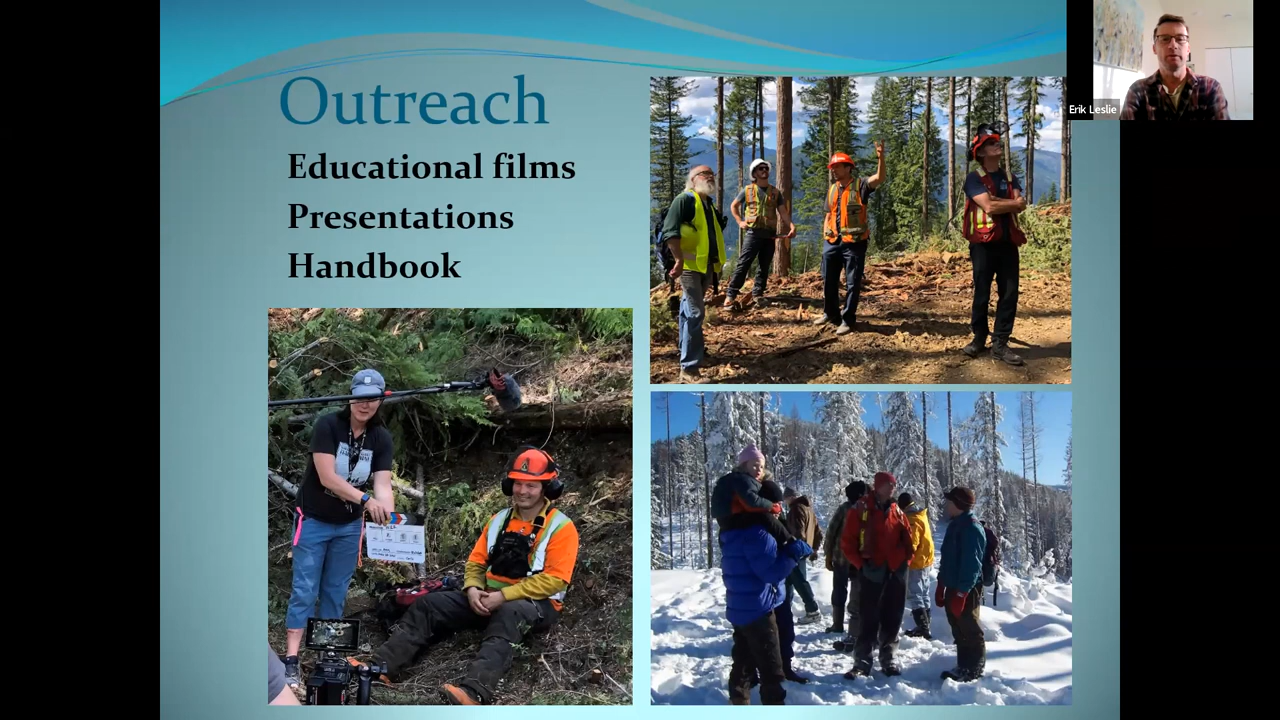 Outreach
Educational films
Presentations
Handbook
Erik Leslie